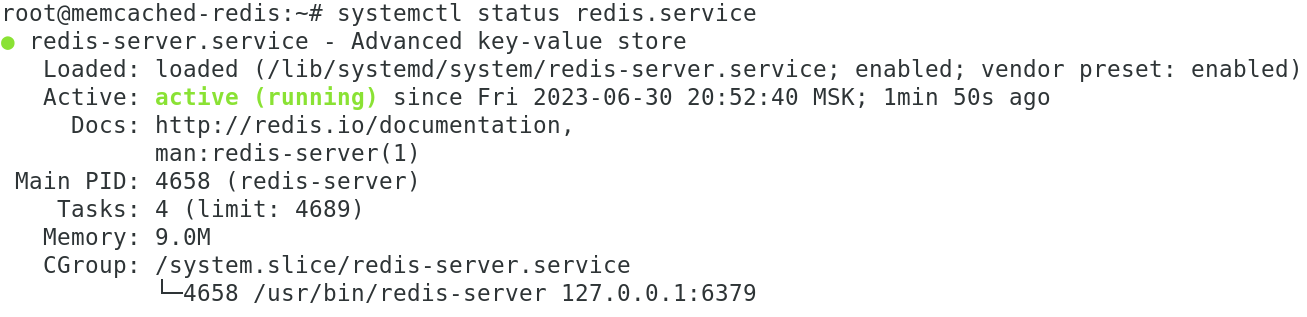 root@memcached-redis:~# systemctl status redis.service
● redis-server.service - Advanced key-value store
   Loaded: loaded (/lib/systemd/system/redis-server.service; enabled; vendor preset: enabled)
   Active: active (running) since Fri 2023-06-30 20:52:40 MSK; 1min 50s ago
     Docs: http://redis.io/documentation,
           man:redis-server(1)
 Main PID: 4658 (redis-server)
    Tasks: 4 (limit: 4689)
   Memory: 9.0M
   CGroup: /system.slice/redis-server.service
           └─4658 /usr/bin/redis-server 127.0.0.1:6379